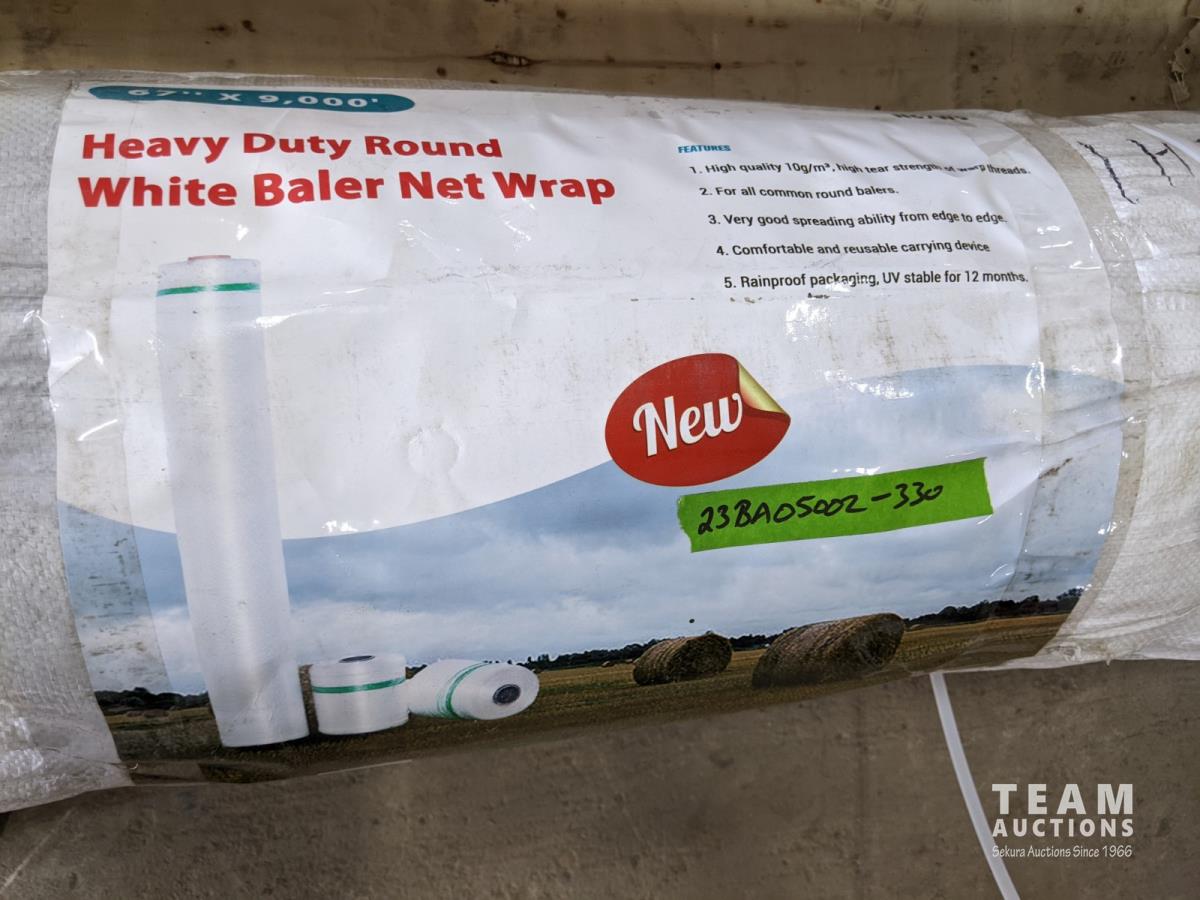 67" X 9,000'
Heavy Duty Round
White Baler Net Wrap
FEATURES
1. High quality 10g/m³, high tear strength of warp threads.
2. For all common round balers.
3. Very good spreading ability from edge to edge.
4. Comfortable and reusable carrying device
5. Rainproof packaging, UV stable for 12 months.
New
23BA05002-330
TEAM
AUCTIONS
Sekura Auctions Since 1966